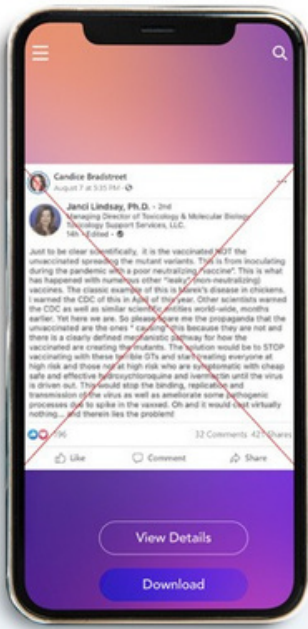 Candice Bradstreet
August 7 at 5:35 PM
Janci Lindsay, Ph.D. • 2nd
Managing Director of Toxicology & Molecular Biology
Toxicology Support Services, LLC.
14h • Edited •
Just to be clear scientifically, it is the vaccinated NOT the
unvaccinated spreading the mutant variants. This is from inoculating
during the pandemic with a poor neutralizing "vaccine". This is what
has happened with numerous other "leaky" (non-neutralizing)
vaccines. The classic example of this is Marek's disease in chickens.
I warned the CDC of this in April of this year. Other scientists warned
the CDC as well as similar scientific entities world-wide, months
earlier. Yet here we are. So please spare me the propaganda that the
unvaccinated are the ones " causing" this because they are not and
there is a clearly defined mechanistic pathway for how the
vaccinated are creating the mutants. The solution would be to STOP
vaccinating with these terrible GTs and start treating everyone at
high risk and those not at high risk who are symptomatic with cheap
safe and effective hydroxychloroquine and ivermectin until the virus
is driven out. This would stop the binding, replication and
transmission of the virus as well as ameliorate some pathogenic
processes due to spike in the vaxxed. Oh and it would cost virtually
nothing... and therein lies the problem!
196
32 Comments 421 Shares
Like Comment Share
View Details
Download